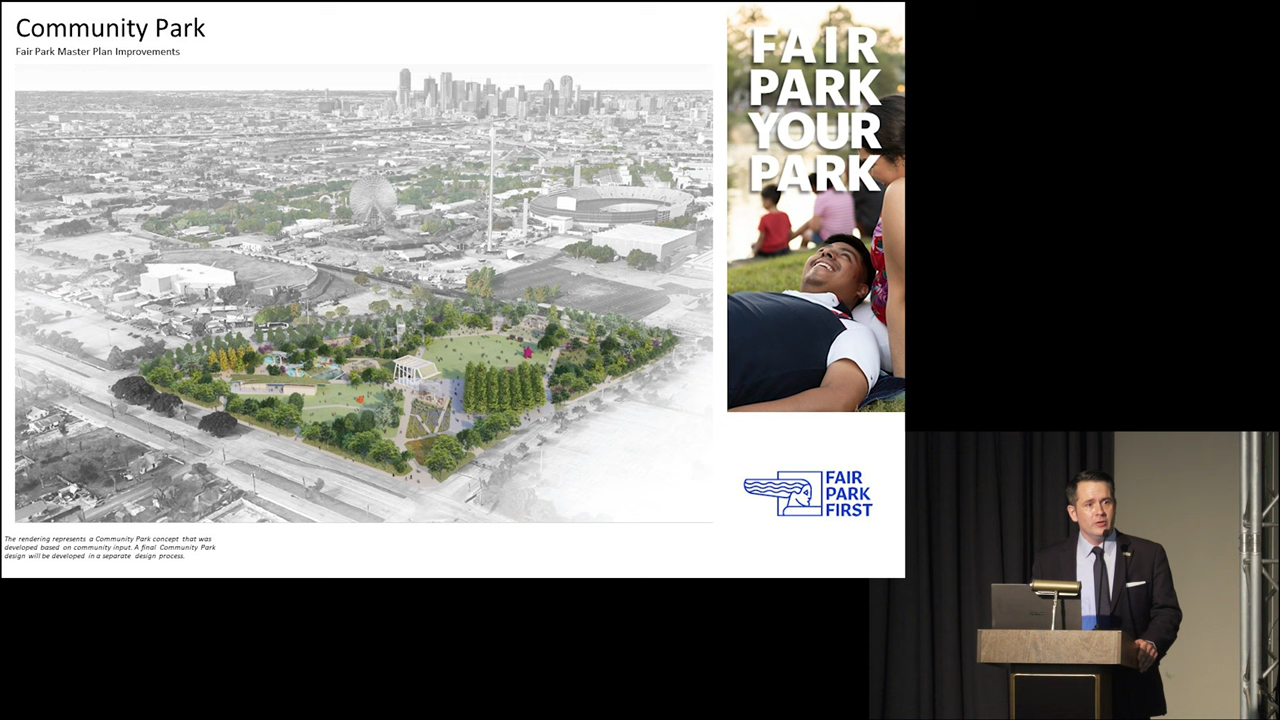 Community Park
Fair Park Master Plan Improvements
FAIR
PARK
YOUR
PARK
FAIR
PARK
FIRST
The rendering represents a Community Park concept that was
developed based on community input. A final Community Park
design will be developed in a separate design process.